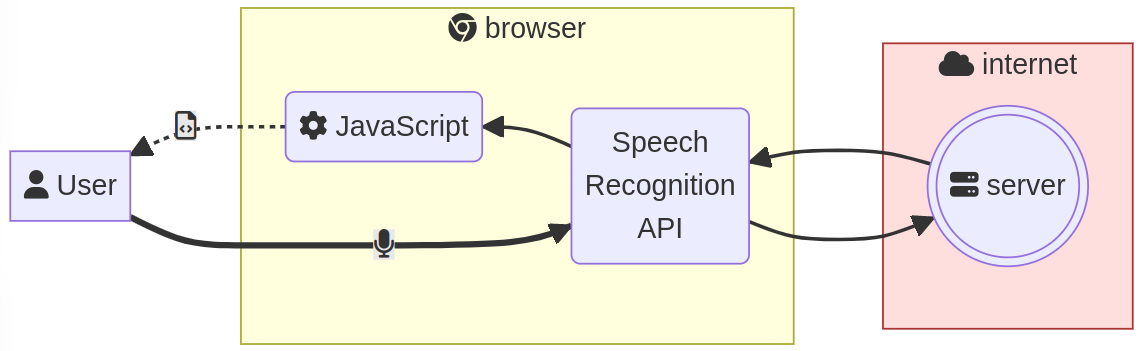 browser
internet
JavaScript
User
Speech
Recognition
API
server